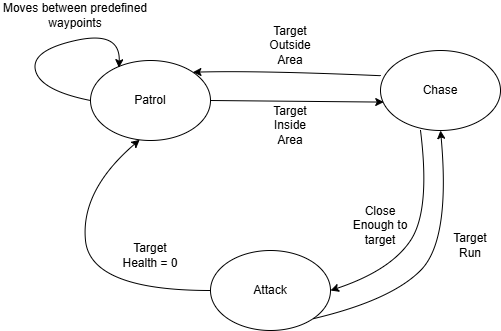 Moves between predefined
waypoints
Target
Outside
Area
Patrol
Chase
Target
Inside
Area
Close
Enough to
target
Target
Run
Target
Health = 0
Attack